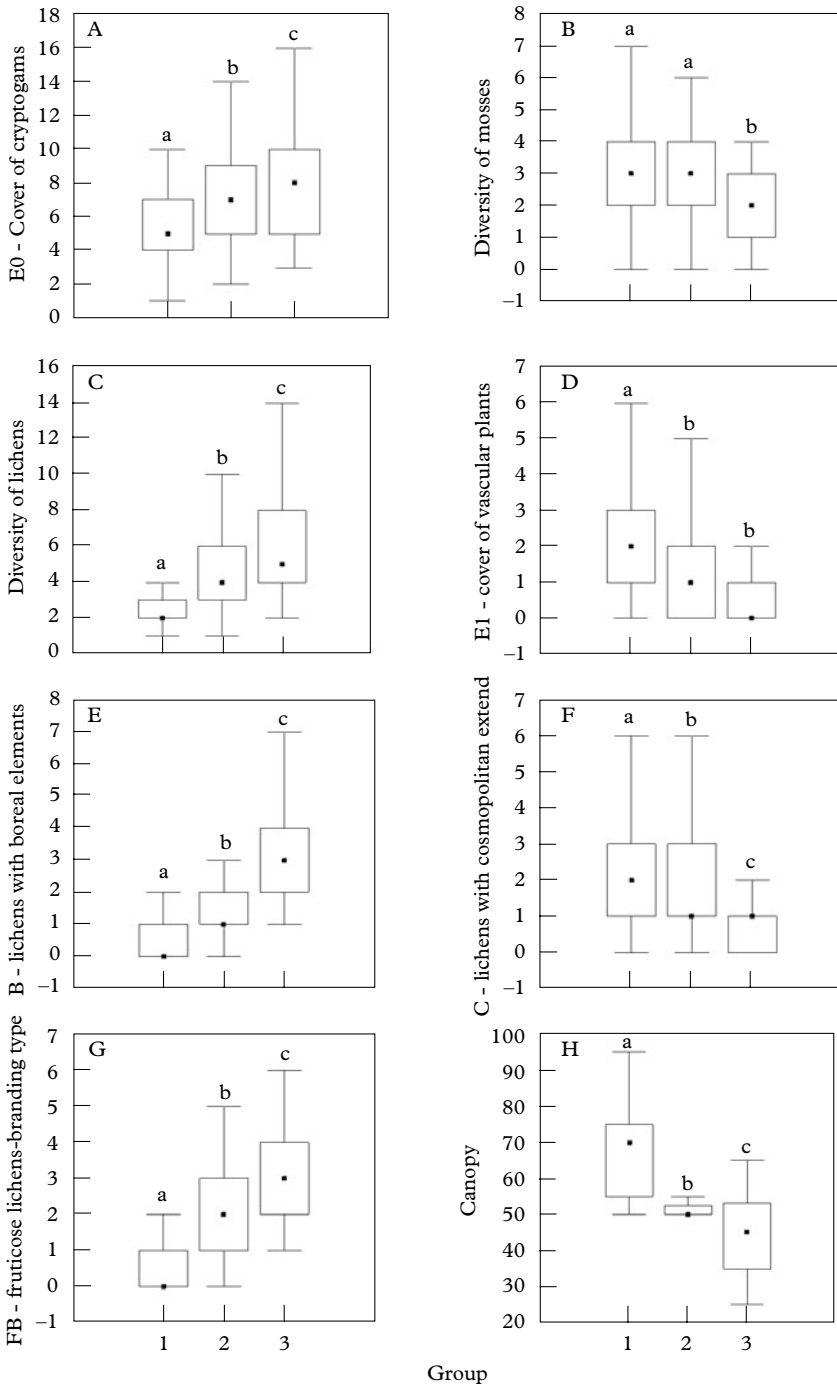 A
E0 - Cover of cryptogams
18
16
14
12
10
8
6
4
2
0
a
b
c
B
Diversity of mosses
8
7
6
5
4
3
2
1
0
–1
a
a
b
C
Diversity of lichens
16
14
12
10
8
6
4
2
0
a
b
c
D
E1 - cover of vascular plants
7
6
5
4
3
2
1
0
–1
a
b
b
E
B - lichens with boreal elements
8
7
6
5
4
3
2
1
0
–1
a
b
c
F
C - lichens with cosmopolitan extend
7
6
5
4
3
2
1
0
–1
a
b
c
G
FB - fruticose lichens-branding type
7
6
5
4
3
2
1
0
–1
a
b
c
1 2 3
H
Canopy
100
90
80
70
60
50
40
30
20
a
b
c
1 2 3
Group